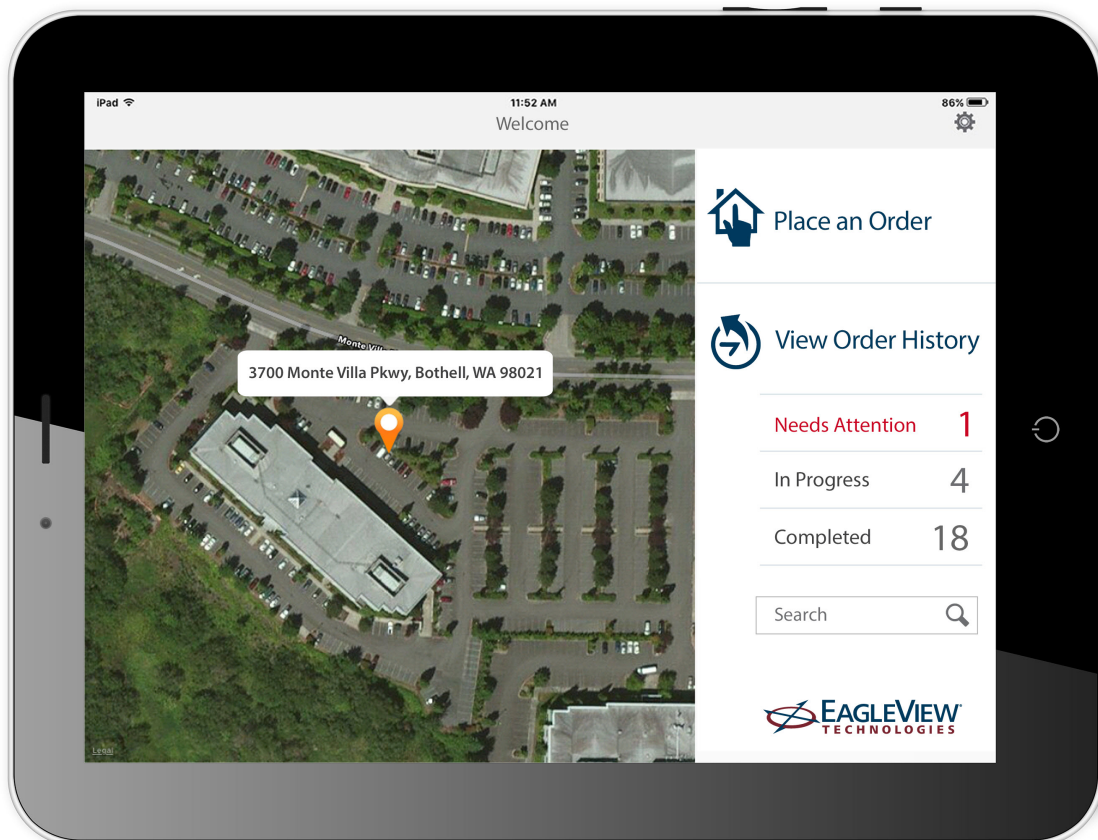 iPad
11:52 AM
86%
Welcome
Place an Order
Monte
3700 Monte Villa Pkwy, Bothell, WA 98021
View Order History
Needs Attention 1
In Progress 4
Completed 18
Search
EAGLEVIEW
TECHNOLOGIES
Legal